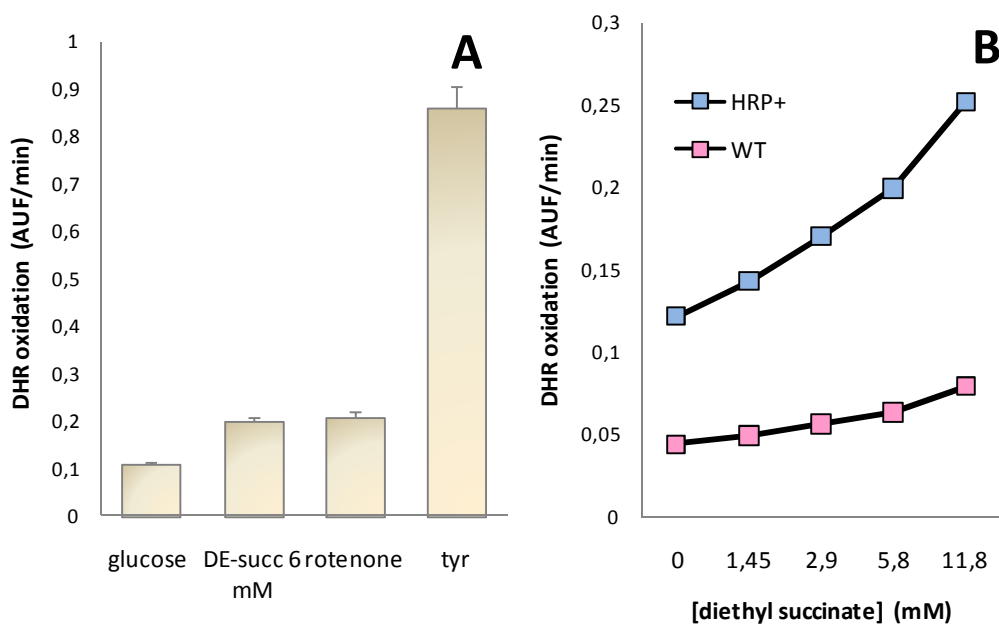 A
DHR oxidation (AUF/min)
1
0,9
0,8
0,7
0,6
0,5
0,4
0,3
0,2
0,1
0
glucose DE-succ 6 rotenone tyr
mM
B
DHR oxidation (AUF/min)
0,3
0,25
0,2
0,15
0,1
0,05
0
HRP+
WT
0 1,45 2,9 5,8 11,8
[diethyl succinate] (mM)